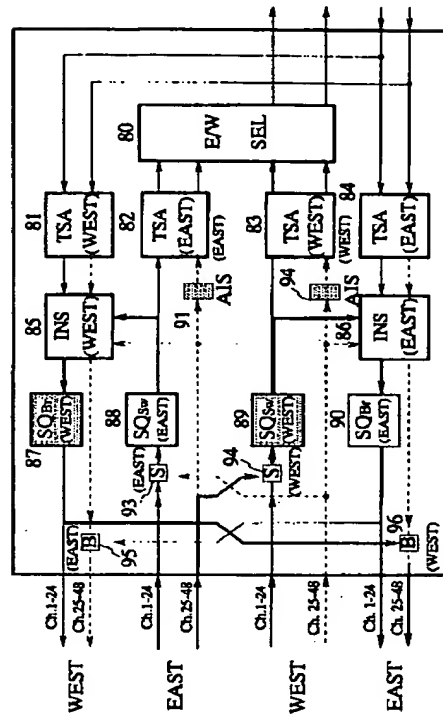 WEST
EAST
WEST
EAST
Ch.1-24
Ch.25-48
Ch.1-24
Ch.25-48
Ch.1-24
Ch. 25-48
Ch. 1-24
Ch. 25-48
(EAST)
B
95
93
(EAST)
S
94
S
(WEST)
96
B
(WEST)
87
SQBr
(WEST)
88
SQSw
(EAST)
89
SQSw
(WEST)
90
SQBr
(EAST)
85
INS
(WEST)
91
AIS
(EAST)
94
AIS
(WEST)
86
INS
(EAST)
81
TSA
(WEST)
82
TSA
(EAST)
83
TSA
(WEST)
84
TSA
(EAST)
80
E/W
SEL